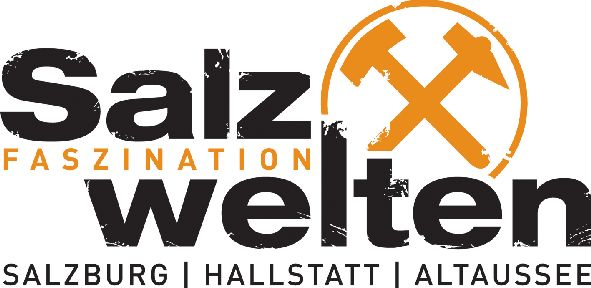 Salz
FASZINATION
welten
SALZBURG | HALLSTATT | ALTAUSSEE